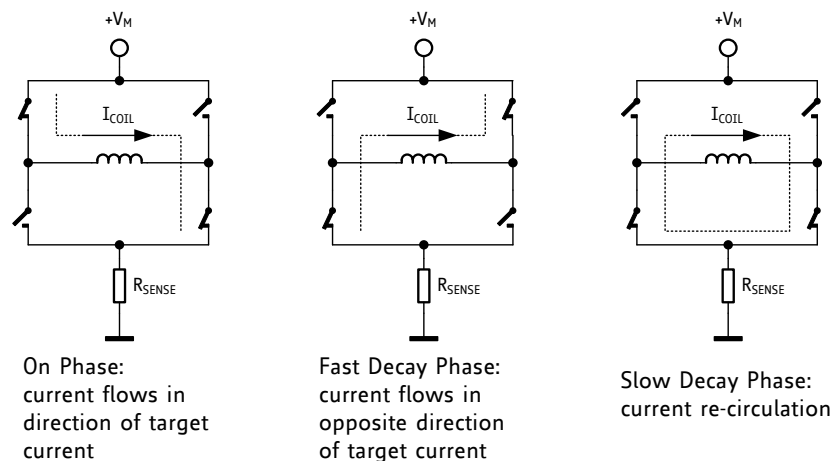 +VM
ICOIL
RSENSE
On Phase:
current flows in
direction of target
current
+VM
ICOIL
RSENSE
Fast Decay Phase:
current flows in
opposite direction
of target current
+VM
ICOIL
RSENSE
Slow Decay Phase:
current re-circulation